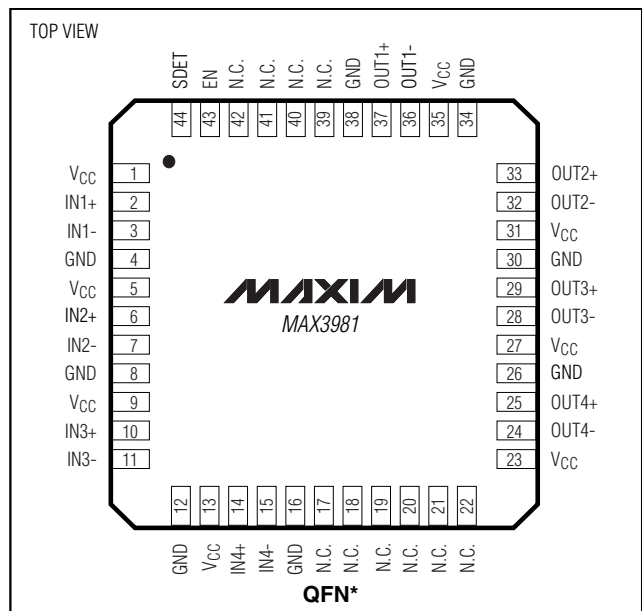 TOP VIEW
SDET
EN
N.C.
N.C.
N.C.
N.C.
GND
OUT1+
OUT1-
VCC
GND
44 43 42 41 40 39 38 37 36 35 34
VCC 1
IN1+ 2
IN1- 3
GND 4
VCC 5
IN2+ 6
IN2- 7
GND 8
VCC 9
IN3+ 10
IN3- 11
MAXIM
MAX3981
33 OUT2+
32 OUT2-
31 VCC
30 GND
29 OUT3+
28 OUT3-
27 VCC
26 GND
25 OUT4+
24 OUT4-
23 VCC
12 13 14 15 16 17 18 19 20 21 22
GND
VCC
IN4+
IN4-
GND
N.C.
N.C.
N.C.
N.C.
N.C.
N.C.
QFN*